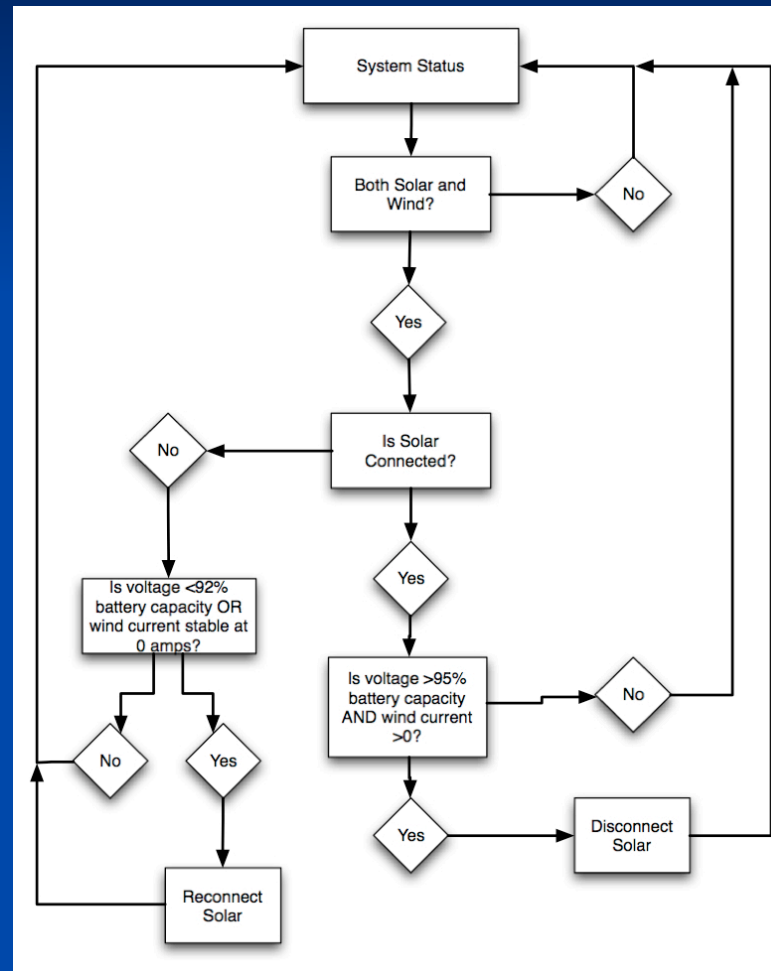 System Status
Both Solar and
Wind?
No
Yes
Is Solar
Connected?
No
Yes
Is voltage <92%
battery capacity OR
wind current stable at
0 amps?
Is voltage >95%
battery capacity
AND wind current
>0?
No
No
Yes
Yes
Disconnect
Solar
Reconnect
Solar